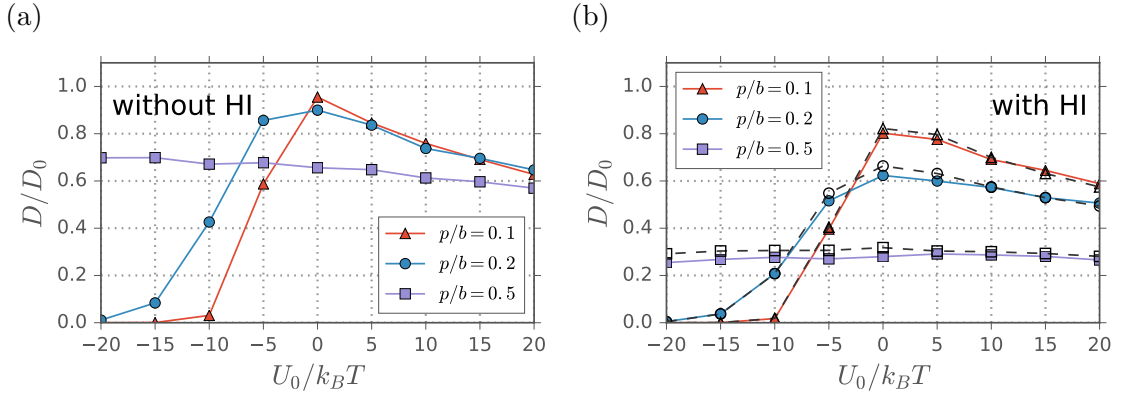 (a)
without HI
D/D₀
1.0
0.8
0.6
0.4
0.2
0.0
−20 −15 −10 −5 0 5 10 15 20
U₀/k_BT
p/b = 0.1
p/b = 0.2
p/b = 0.5
(b)
with HI
D/D₀
1.0
0.8
0.6
0.4
0.2
0.0
−20 −15 −10 −5 0 5 10 15 20
U₀/k_BT
p/b = 0.1
p/b = 0.2
p/b = 0.5